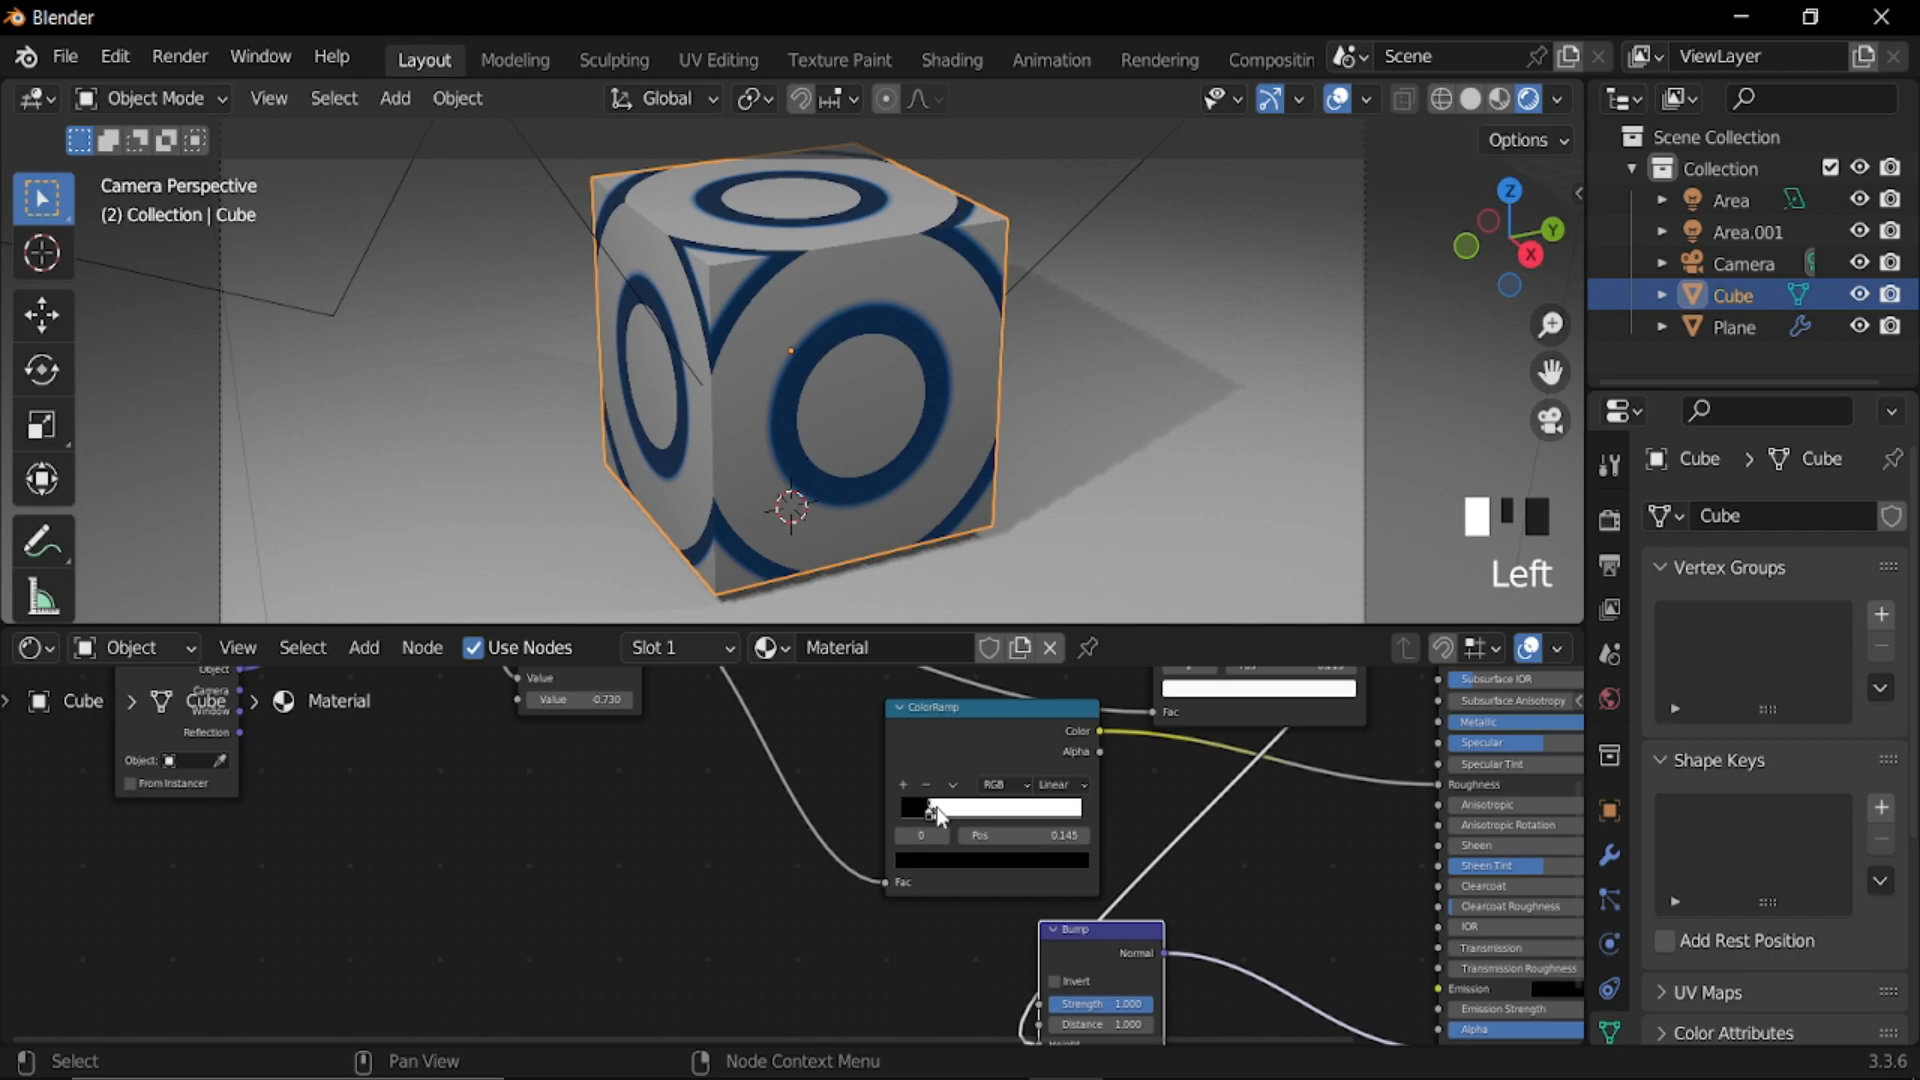 Blender
File Edit Render Window Help Layout Modeling Sculpting UV Editing Texture Paint Shading Animation Rendering Compositin Scene ViewLayer
Object Mode View Select Add Object Global
Options
Camera Perspective
(2) Collection | Cube
Z
Y
X
Left
Scene Collection
Collection
Area
Area.001
Camera
Cube
Plane
Cube > Cube
Cube
Vertex Groups
Shape Keys
Add Rest Position
UV Maps
Color Attributes
Object View Select Add Node Use Nodes Slot 1 Material
Cube > Cube > Material
Object
Camera
Window
Reflection
Object:
From Instancer
Value
Value -0.730
ColorRamp
Color
Alpha
RGB Linear
0 Pos 0.145
Fac
Fac
Bump
Normal
Invert
Strength 1.000
Distance 1.000
Subsurface IOR
Subsurface Anisotropy
Metallic
Specular
Specular Tint
Roughness
Anisotropic
Anisotropic Rotation
Sheen
Sheen Tint
Clearcoat
Clearcoat Roughness
IOR
Transmission
Transmission Roughness
Emission
Emission Strength
Alpha
Select Pan View Node Context Menu 3.3.6